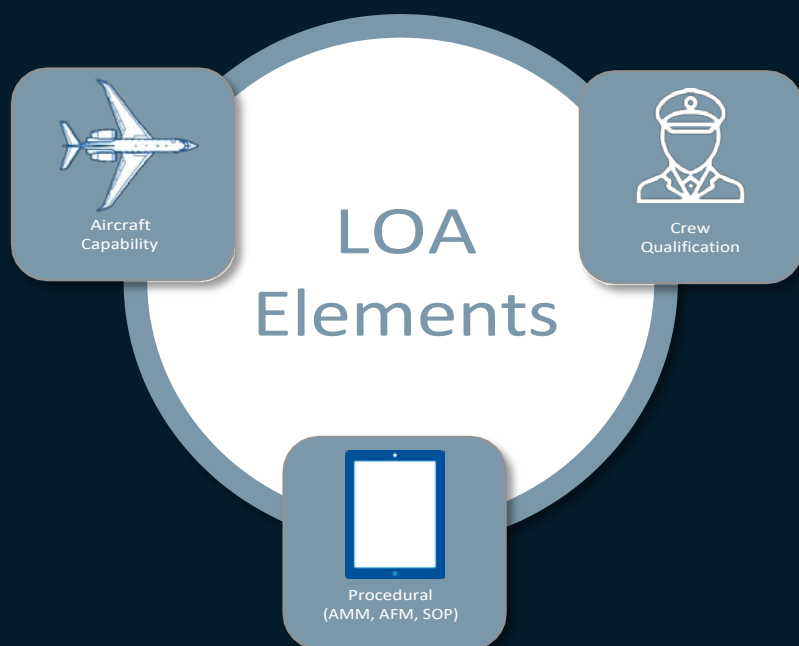 LOA
Elements
Aircraft
Capability
Crew
Qualification
Procedural
(AMM, AFM, SOP)